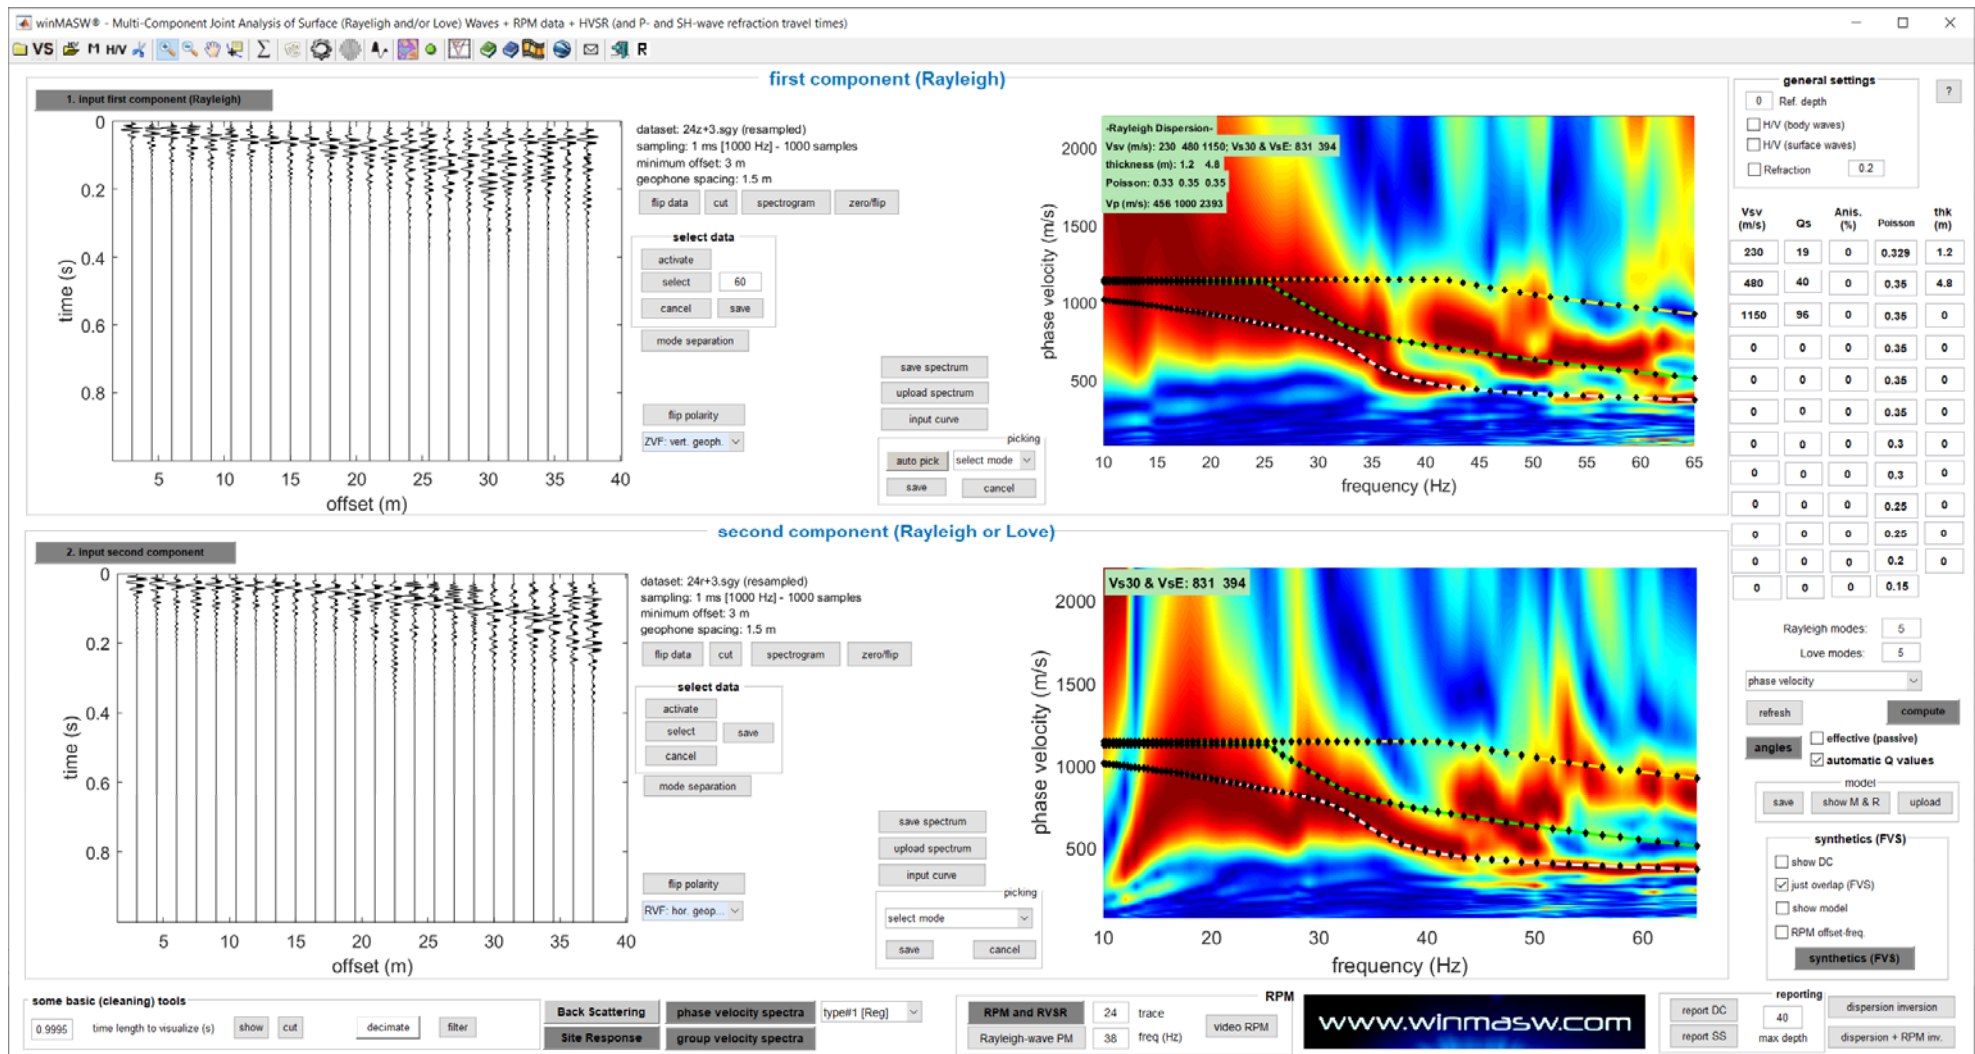 winMASW® - Multi-Component Joint Analysis of Surface (Rayeligh and/or Love) Waves + RPM data + HVSR (and P- and SH-wave refraction travel times)
VS M H/V Σ R
first component (Rayleigh)
1. input first component (Rayleigh)
0
0.2
0.4
0.6
0.8
time (s)
5 10 15 20 25 30 35 40
offset (m)
dataset: 24z+3.sgy (resampled)
sampling: 1 ms [1000 Hz] - 1000 samples
minimum offset: 3 m
geophone spacing: 1.5 m
flip data cut spectrogram zero/flip
select data
activate
select 60
cancel save
mode separation
flip polarity
ZVF: vert. geoph.
save spectrum
upload spectrum
input curve
picking
auto pick select mode
save cancel
-Rayleigh Dispersion-
Vsv (m/s): 230 480 1150; Vs30 & VsE: 831 394
thickness (m): 1.2 4.8
Poisson: 0.33 0.35 0.35
Vp (m/s): 456 1000 2393
2000
1500
1000
500
phase velocity (m/s)
10 15 20 25 30 35 40 45 50 55 60 65
frequency (Hz)
second component (Rayleigh or Love)
2. input second component
0
0.2
0.4
0.6
0.8
time (s)
5 10 15 20 25 30 35 40
offset (m)
dataset: 24r+3.sgy (resampled)
sampling: 1 ms [1000 Hz] - 1000 samples
minimum offset: 3 m
geophone spacing: 1.5 m
flip data cut spectrogram zero/flip
select data
activate
select save
cancel
mode separation
flip polarity
RVF: hor. geop...
save spectrum
upload spectrum
input curve
picking
select mode
save cancel
Vs30 & VsE: 831 394
2000
1500
1000
500
phase velocity (m/s)
10 20 30 40 50 60
frequency (Hz)
general settings
?
0 Ref. depth
H/V (body waves)
H/V (surface waves)
Refraction 0.2
Vsv (m/s) Qs Anis. (%) Poisson thk (m)
230 19 0 0.329 1.2
480 40 0 0.35 4.8
1150 96 0 0.35 0
0 0 0 0.35 0
0 0 0 0.35 0
0 0 0 0.35 0
0 0 0 0.3 0
0 0 0 0.3 0
0 0 0 0.25 0
0 0 0 0.25 0
0 0 0 0.2 0
0 0 0 0.15
Rayleigh modes: 5
Love modes: 5
phase velocity
refresh compute
angles effective (passive)
automatic Q values
model
save show M & R upload
synthetics (FVS)
show DC
just overlap (FVS)
show model
RPM offset-freq.
synthetics (FVS)
some basic (cleaning) tools
0.9995 time length to visualize (s) show cut decimate filter
Back Scattering phase velocity spectra type#1 [Reg]
Site Response group velocity spectra
RPM
RPM and RVSR 24 trace
Rayleigh-wave PM 38 freq (Hz)
video RPM
www.winmasw.com
reporting
report DC 40 dispersion inversion
report SS max depth dispersion + RPM inv.